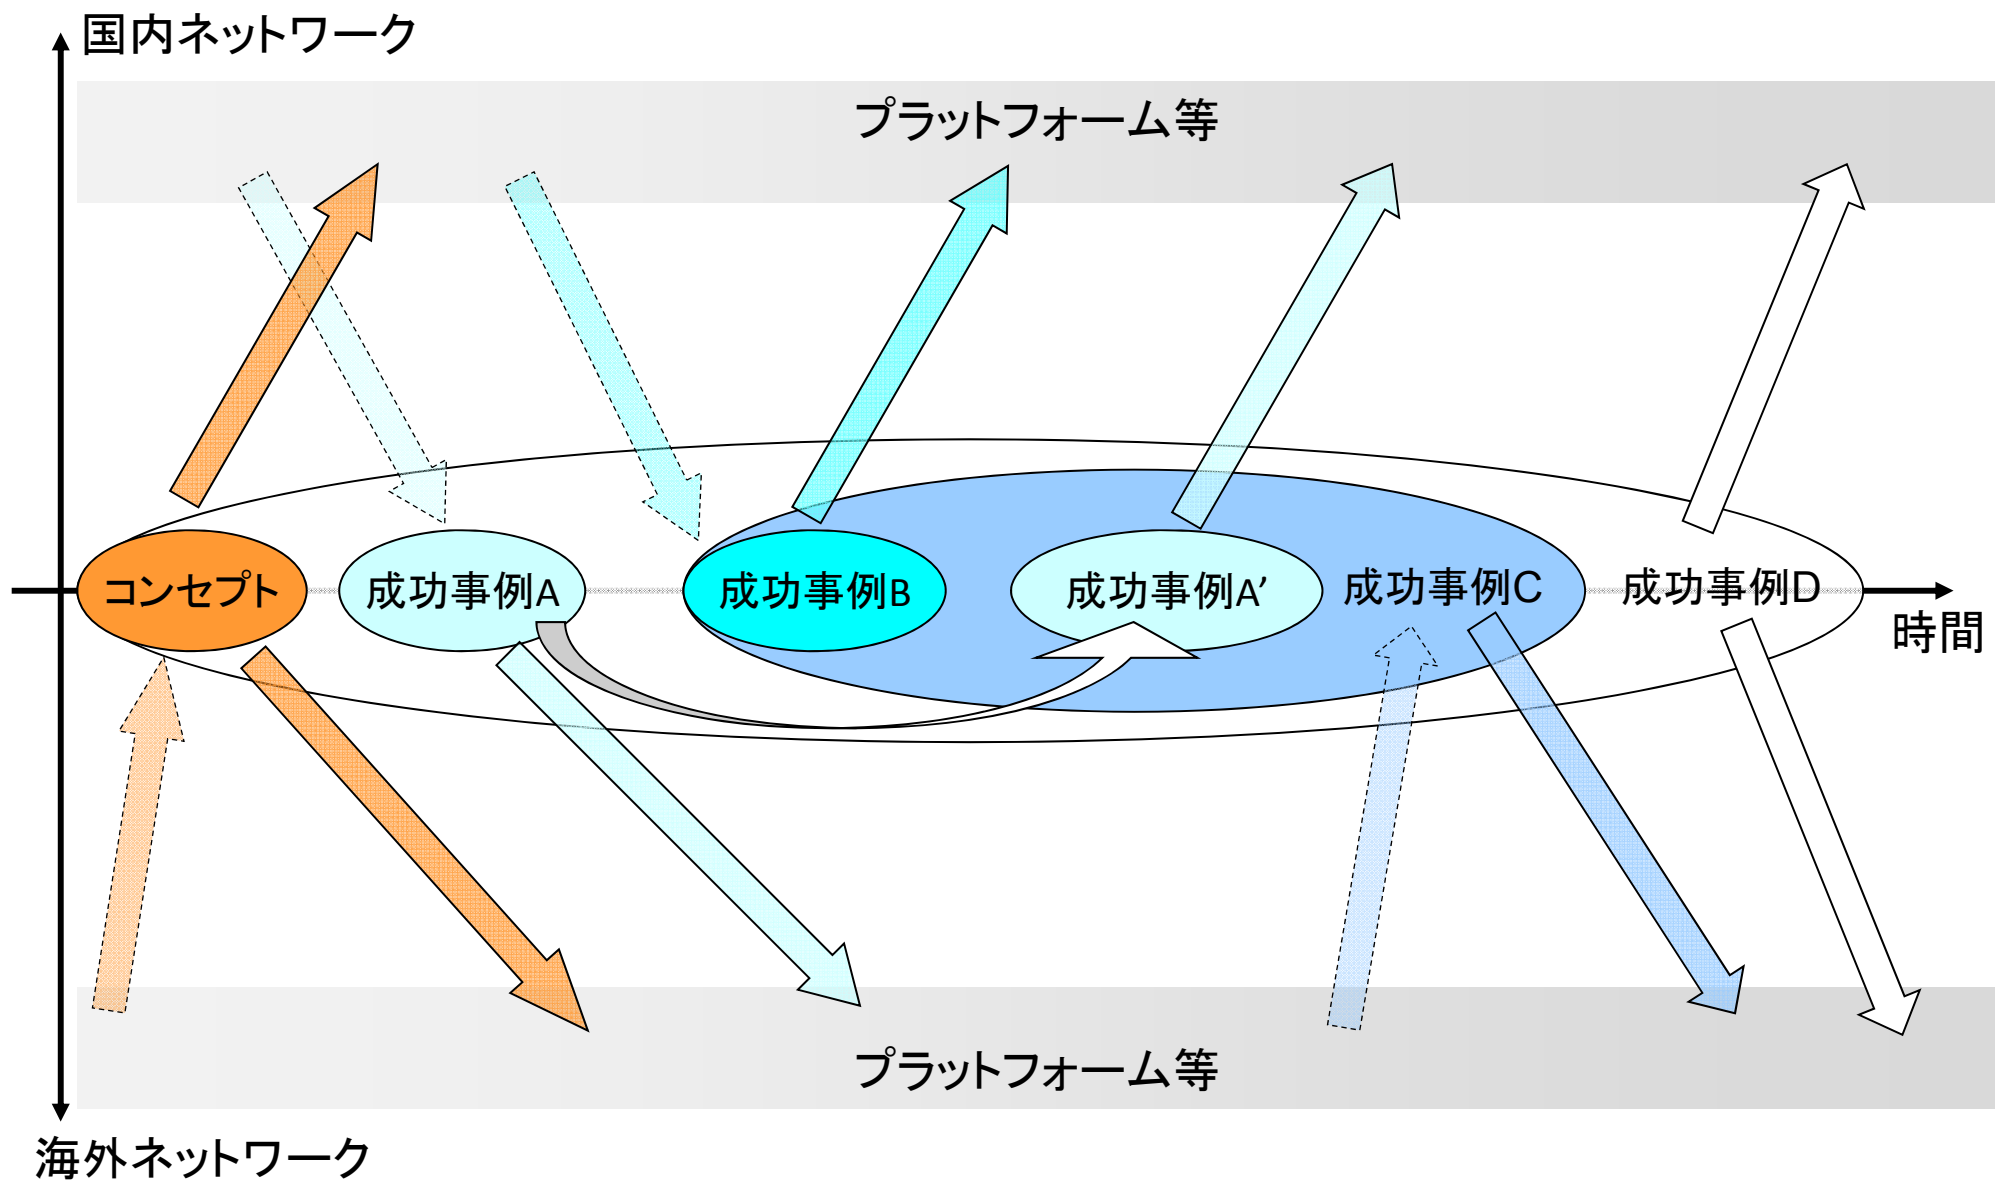 国内ネットワーク
プラットフォーム等
コンセプト
成功事例A
成功事例B
成功事例A’
成功事例C
成功事例D
時間
プラットフォーム等
海外ネットワーク